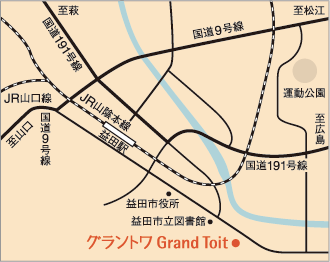 至萩
至松江
国道9号線
国道191号線
運動公園
JR山口線
JR山陰本線
至広島
国道9号線
至山口
益田駅
国道191号線
益田市役所
益田市立図書館
グラントワ Grand Toit